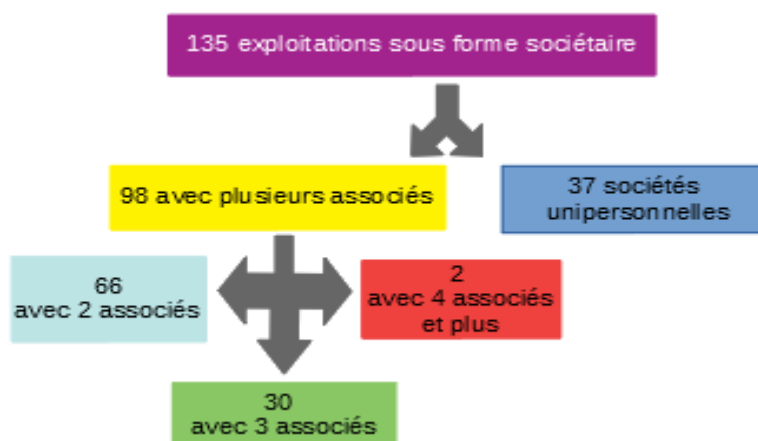 135 exploitations sous forme sociétaire
98 avec plusieurs associés
37 sociétés
unipersonnelles
66
avec 2 associés
2
avec 4 associés
et plus
30
avec 3 associés